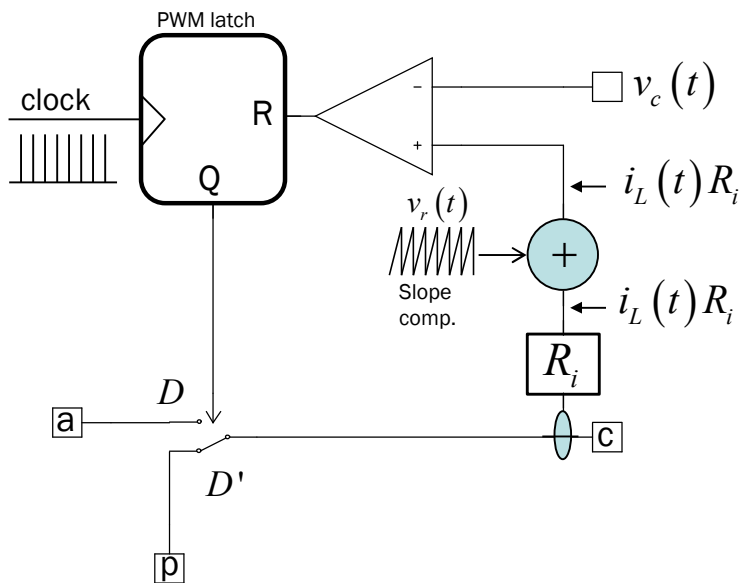 PWM latch
clock
R
Q
-
+
v_c(t)
i_L(t)R_i
v_r(t)
+
Slope
comp.
i_L(t)R_i
R_i
D
a
c
D'
p